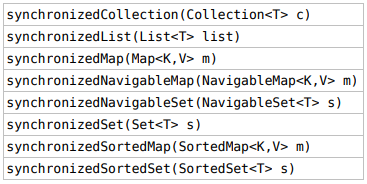 synchronizedCollection(Collection<T> c)
synchronizedList(List<T> list)
synchronizedMap(Map<K,V> m)
synchronizedNavigableMap(NavigableMap<K,V> m)
synchronizedNavigableSet(NavigableSet<T> s)
synchronizedSet(Set<T> s)
synchronizedSortedMap(SortedMap<K,V> m)
synchronizedSortedSet(SortedSet<T> s)